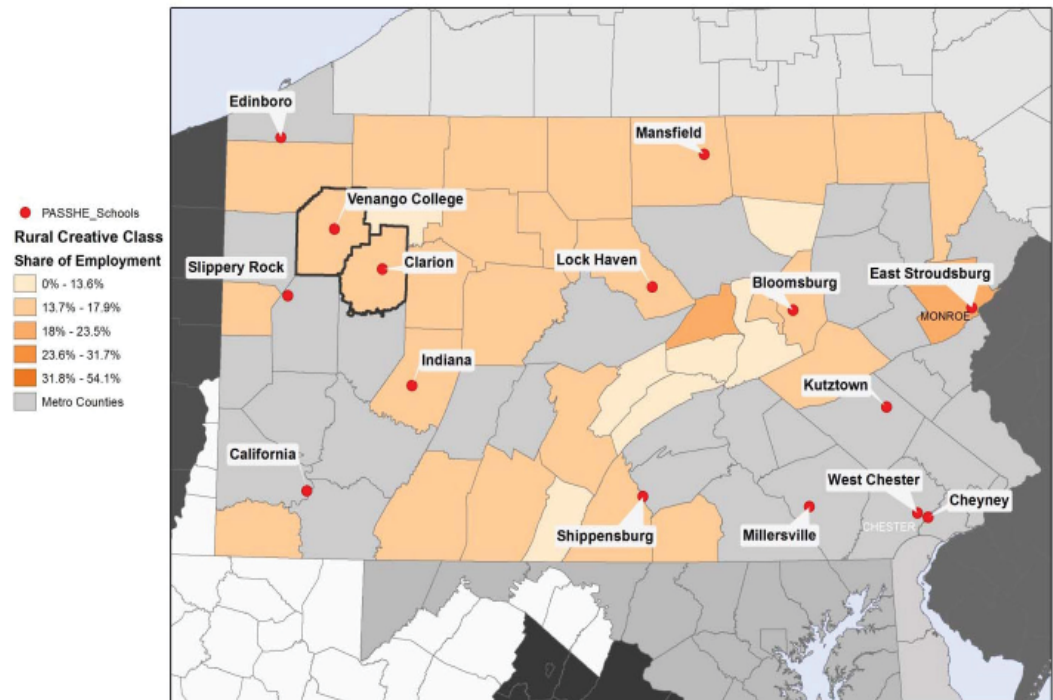 PASSHE_Schools
Rural Creative Class
Share of Employment
0% - 13.6%
13.7% - 17.9%
18% - 23.5%
23.6% - 31.7%
31.8% - 54.1%
Metro Counties
Edinboro
Mansfield
Venango College
Clarion
Slippery Rock
Lock Haven
Bloomsburg
East Stroudsburg
MONROE
Indiana
Kutztown
California
West Chester
Cheyney
CHESTER
Shippensburg
Millersville